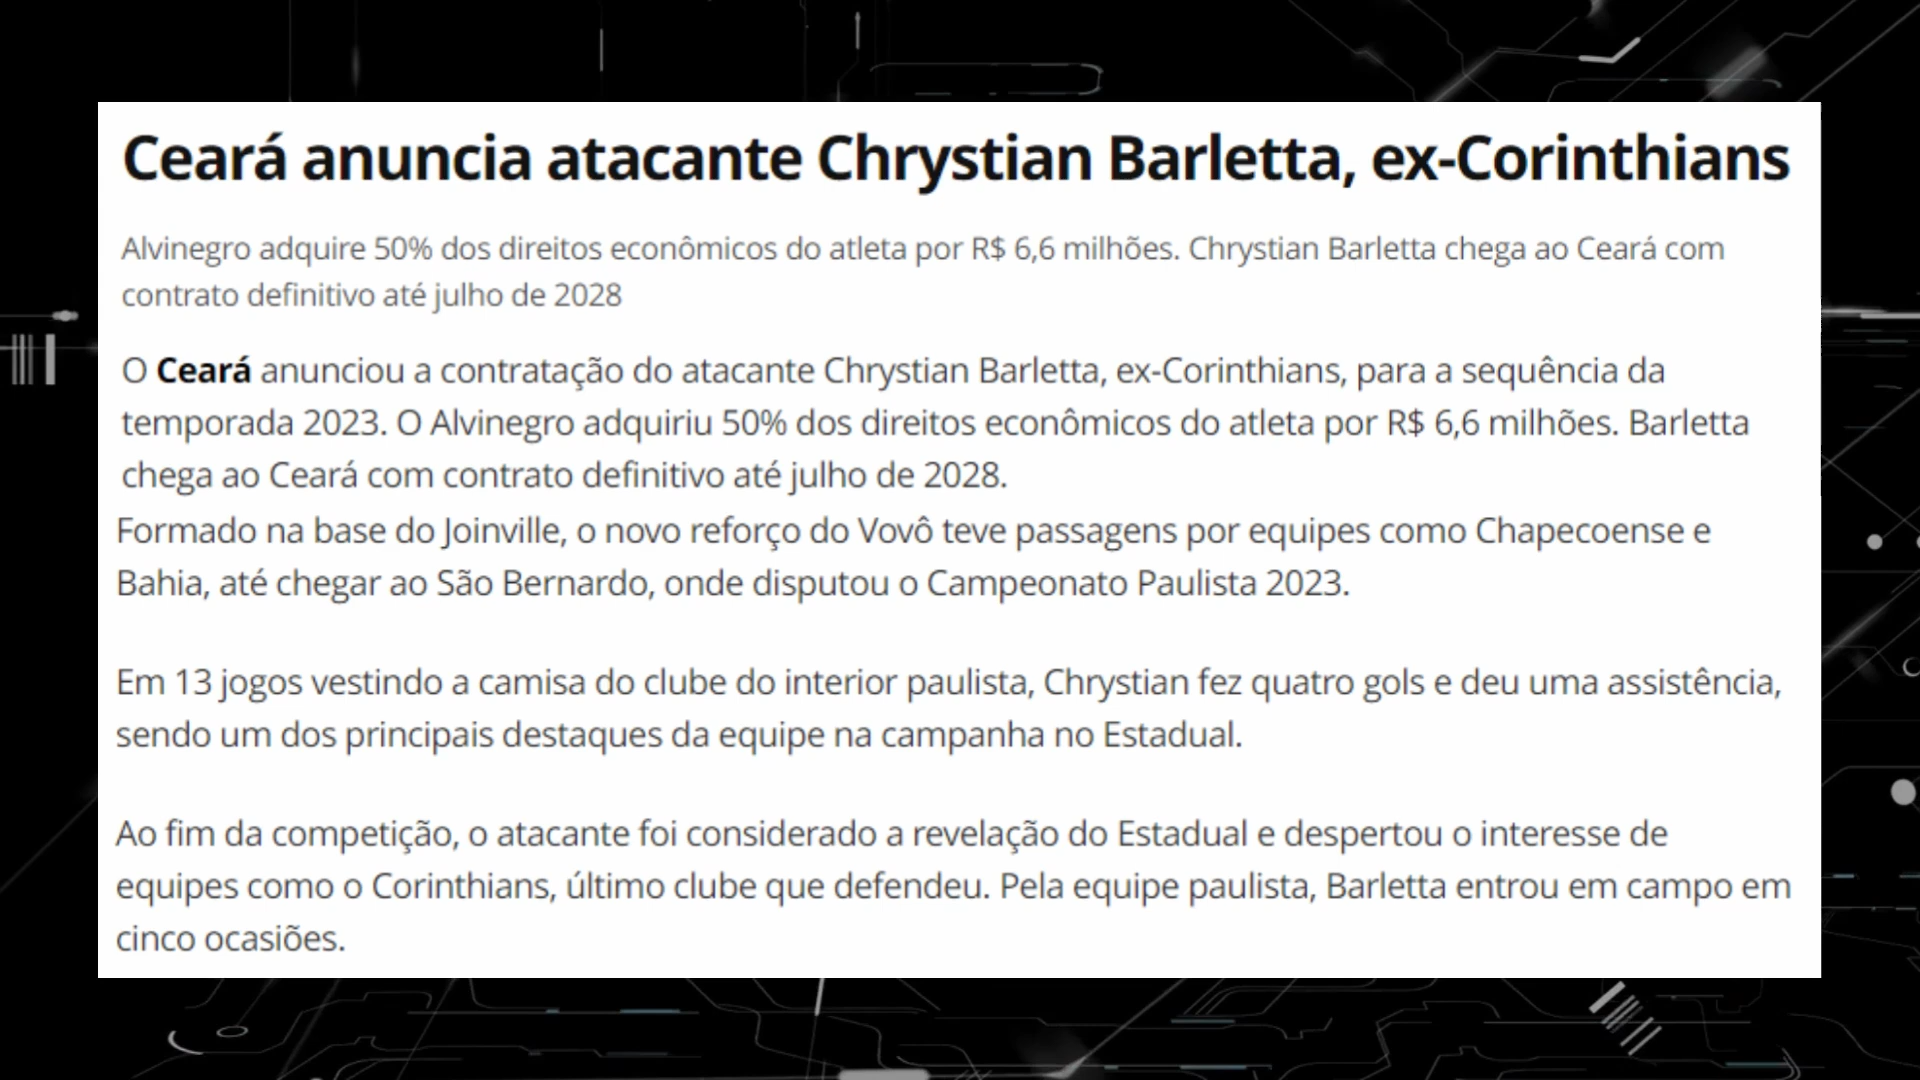 Ceará anuncia atacante Chrystian Barletta, ex-Corinthians
Alvinegro adquire 50% dos direitos econômicos do atleta por R$ 6,6 milhões. Chrystian Barletta chega ao Ceará com
contrato definitivo até julho de 2028
O Ceará anunciou a contratação do atacante Chrystian Barletta, ex-Corinthians, para a sequência da
temporada 2023. O Alvinegro adquiriu 50% dos direitos econômicos do atleta por R$ 6,6 milhões. Barletta
chega ao Ceará com contrato definitivo até julho de 2028.
Formado na base do Joinville, o novo reforço do Vovô teve passagens por equipes como Chapecoense e
Bahia, até chegar ao São Bernardo, onde disputou o Campeonato Paulista 2023.
Em 13 jogos vestindo a camisa do clube do interior paulista, Chrystian fez quatro gols e deu uma assistência,
sendo um dos principais destaques da equipe na campanha no Estadual.
Ao fim da competição, o atacante foi considerado a revelação do Estadual e despertou o interesse de
equipes como o Corinthians, último clube que defendeu. Pela equipe paulista, Barletta entrou em campo em
cinco ocasiões.